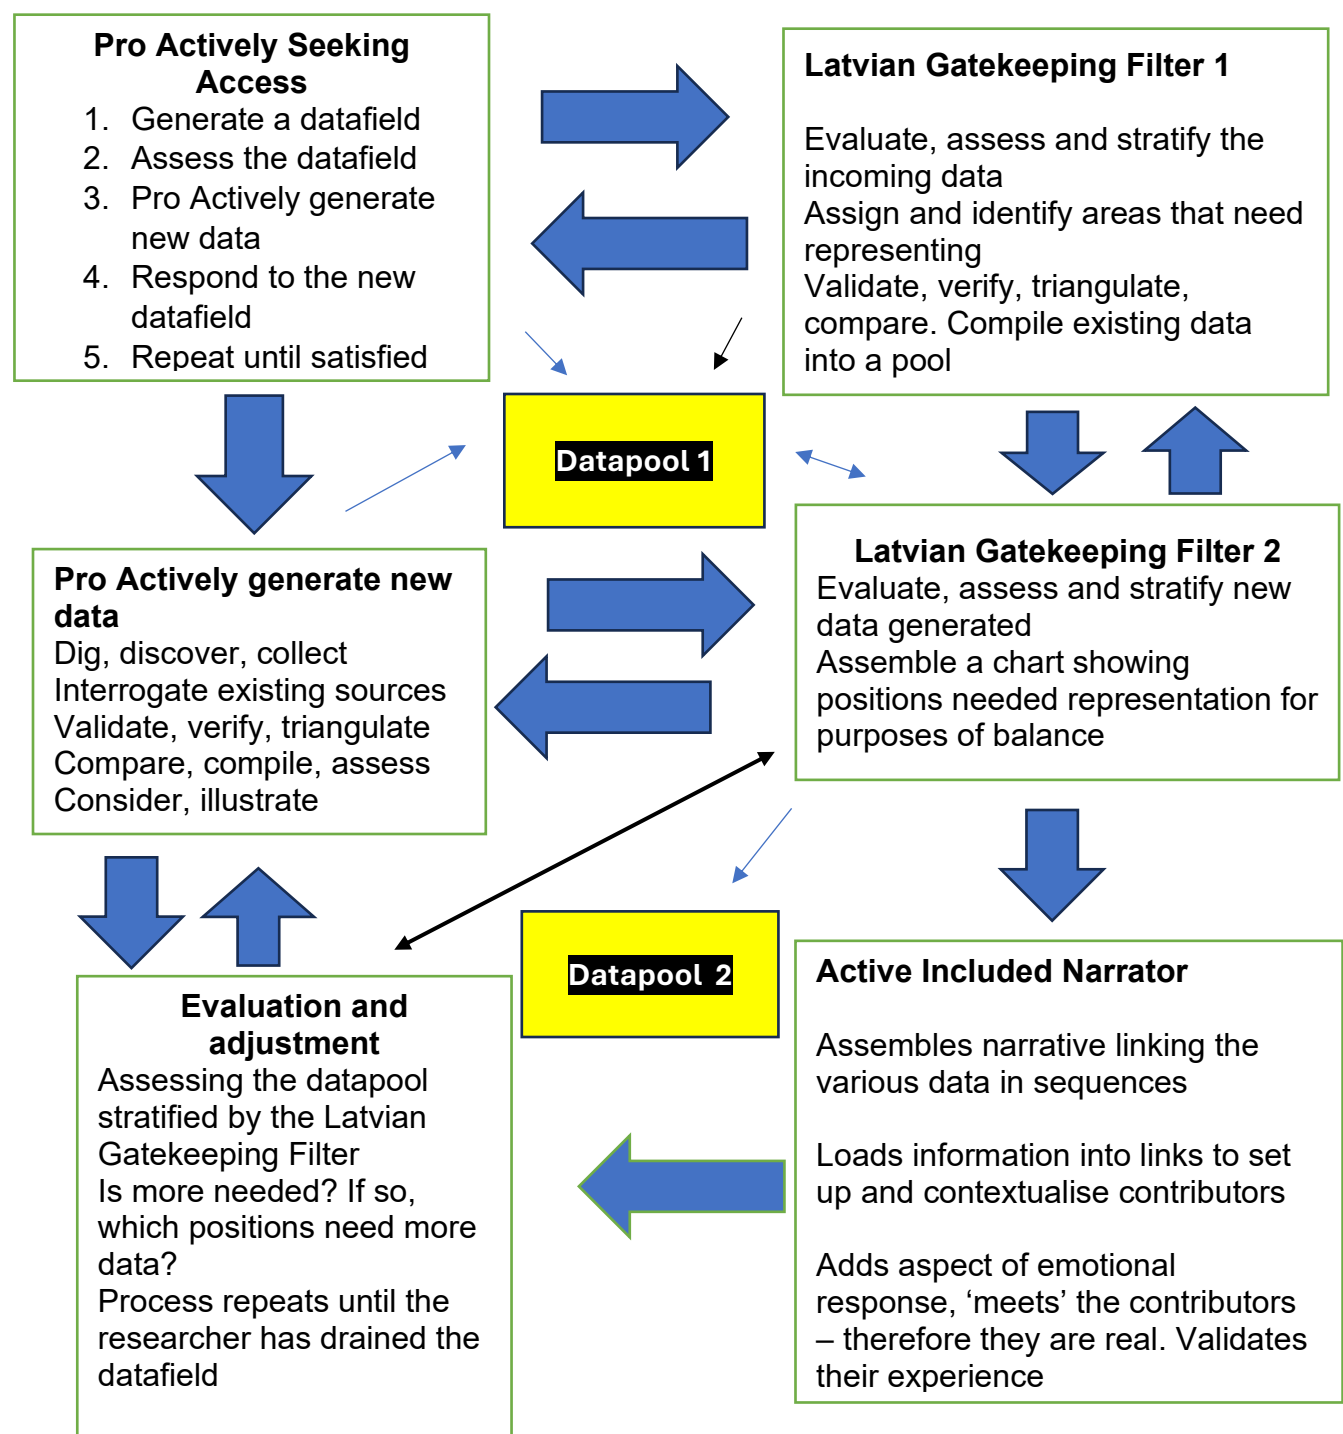 Pro Actively Seeking
Access
1. Generate a datafield
2. Assess the datafield
3. Pro Actively generate
new data
4. Respond to the new
datafield
5. Repeat until satisfied
Latvian Gatekeeping Filter 1
Evaluate, assess and stratify the
incoming data
Assign and identify areas that need
representing
Validate, verify, triangulate,
compare. Compile existing data
into a pool
Datapool 1
Pro Actively generate new
data
Dig, discover, collect
Interrogate existing sources
Validate, verify, triangulate
Compare, compile, assess
Consider, illustrate
Latvian Gatekeeping Filter 2
Evaluate, assess and stratify new
data generated
Assemble a chart showing
positions needed representation for
purposes of balance
Datapool 2
Evaluation and
adjustment
Assessing the datapool
stratified by the Latvian
Gatekeeping Filter
Is more needed? If so,
which positions need more
data?
Process repeats until the
researcher has drained the
datafield
Active Included Narrator
Assembles narrative linking the
various data in sequences
Loads information into links to set
up and contextualise contributors
Adds aspect of emotional
response, ‘meets’ the contributors
– therefore they are real. Validates
their experience